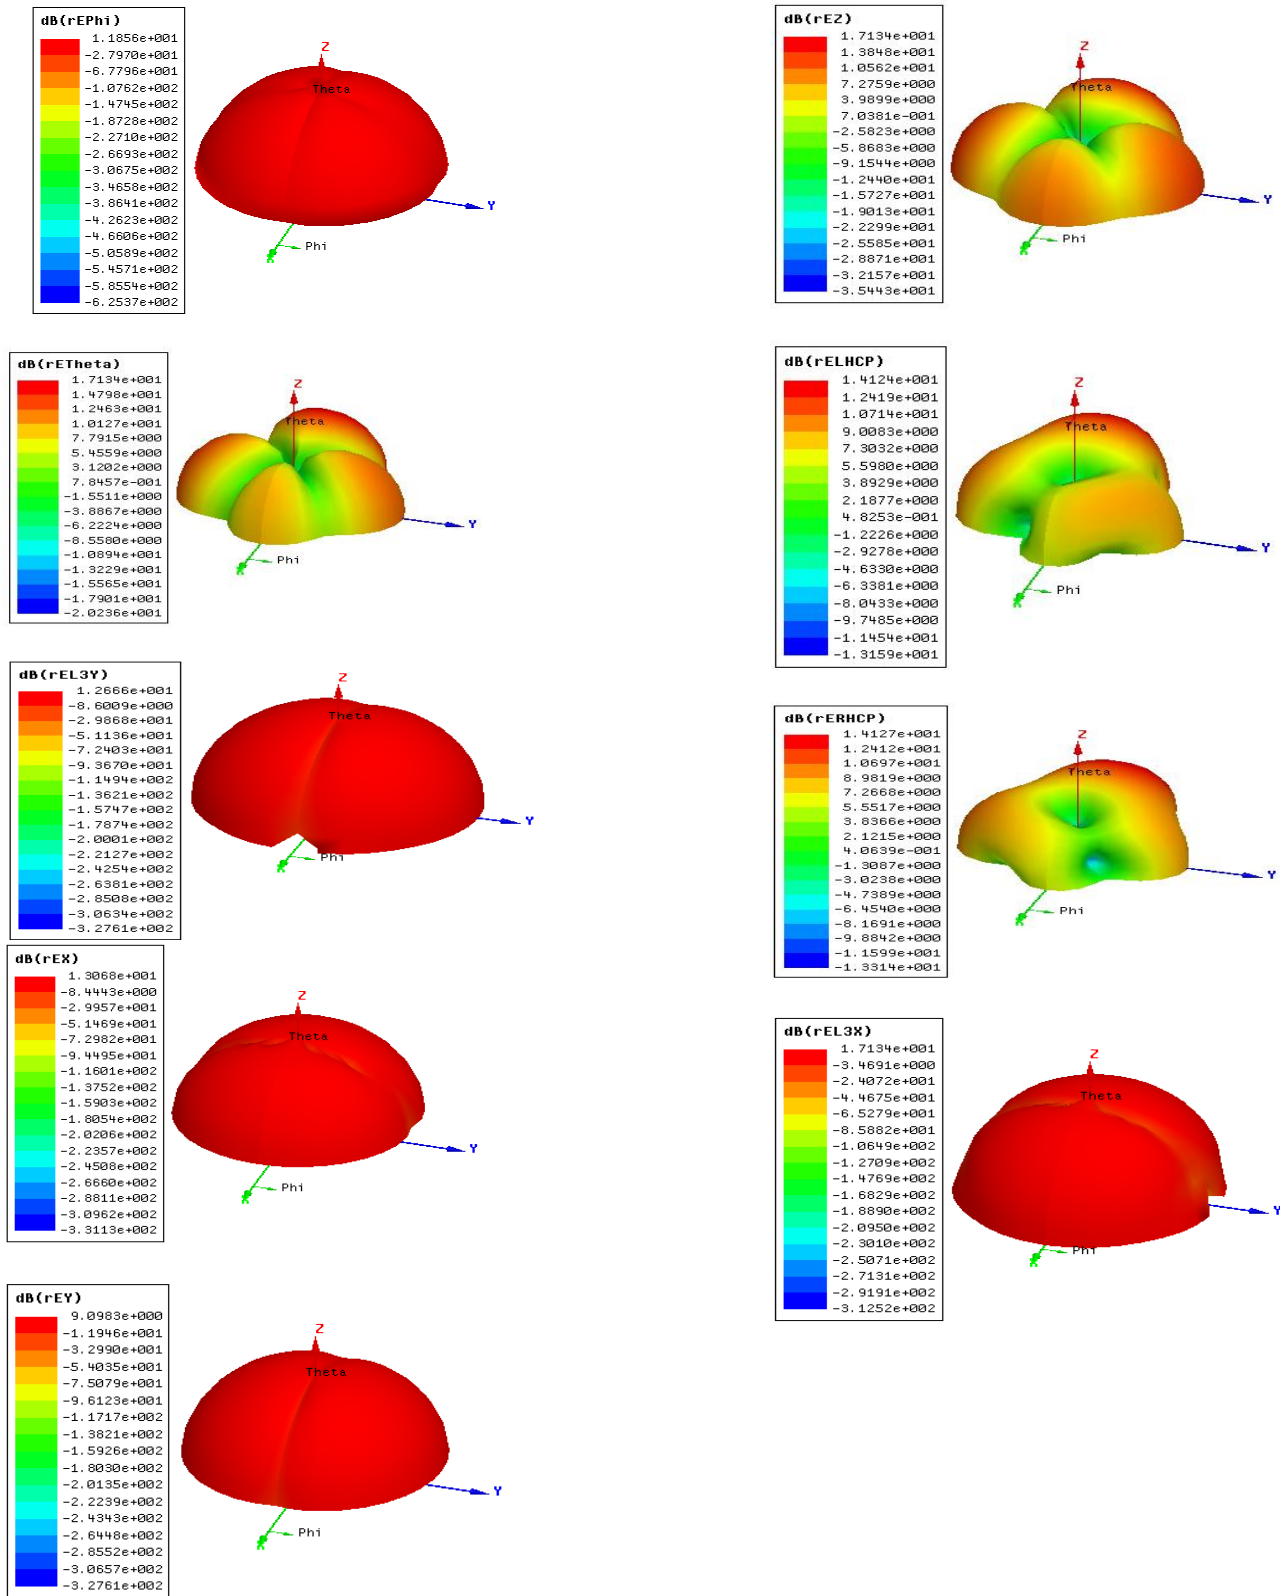 dB(rEPhi)
1.1856e+001
-2.7970e+001
-6.7796e+001
-1.0762e+002
-1.4745e+002
-1.8728e+002
-2.2710e+002
-2.6693e+002
-3.0675e+002
-3.4658e+002
-3.8641e+002
-4.2623e+002
-4.6606e+002
-5.0589e+002
-5.4571e+002
-5.8554e+002
-6.2537e+002
Z
Theta
Y
Phi
dB(rEZ)
1.7134e+001
1.3848e+001
1.0562e+001
7.2759e+000
3.9899e+000
7.0381e-001
-2.5823e+000
-5.8683e+000
-9.1544e+000
-1.2440e+001
-1.5727e+001
-1.9013e+001
-2.2299e+001
-2.5585e+001
-2.8871e+001
-3.2157e+001
-3.5443e+001
Z
Theta
Y
Phi
dB(rETheta)
1.7134e+001
1.4798e+001
1.2463e+001
1.0127e+001
7.7915e+000
5.4559e+000
3.1202e+000
7.8457e-001
-1.5511e+000
-3.8867e+000
-6.2224e+000
-8.5580e+000
-1.0894e+001
-1.3229e+001
-1.5565e+001
-1.7901e+001
-2.0236e+001
Z
Theta
Y
Phi
dB(rELHCP)
1.4124e+001
1.2419e+001
1.0714e+001
9.0083e+000
7.3032e+000
5.5980e+000
3.8929e+000
2.1877e+000
4.8253e-001
-1.2226e+000
-2.9278e+000
-4.6330e+000
-6.3381e+000
-8.0433e+000
-9.7485e+000
-1.1454e+001
-1.3159e+001
Z
Theta
Y
Phi
dB(rEL3Y)
1.2666e+001
-8.6009e+000
-2.9868e+001
-5.1136e+001
-7.2403e+001
-9.3670e+001
-1.1494e+002
-1.3621e+002
-1.5747e+002
-1.7874e+002
-2.0001e+002
-2.2127e+002
-2.4254e+002
-2.6381e+002
-2.8508e+002
-3.0634e+002
-3.2761e+002
Z
Theta
Y
Phi
dB(rERHCP)
1.4127e+001
1.2412e+001
1.0697e+001
8.9819e+000
7.2668e+000
5.5517e+000
3.8366e+000
2.1215e+000
4.0639e-001
-1.3087e+000
-3.0238e+000
-4.7389e+000
-6.4540e+000
-8.1691e+000
-9.8842e+000
-1.1599e+001
-1.3314e+001
Z
Theta
Y
Phi
dB(rEX)
1.3068e+001
-8.4443e+000
-2.9957e+001
-5.1469e+001
-7.2982e+001
-9.4495e+001
-1.1601e+002
-1.3752e+002
-1.5903e+002
-1.8054e+002
-2.0206e+002
-2.2357e+002
-2.4508e+002
-2.6660e+002
-2.8811e+002
-3.0962e+002
-3.3113e+002
Z
Theta
Y
Phi
dB(rEL3X)
1.7134e+001
-3.4691e+000
-2.4072e+001
-4.4675e+001
-6.5279e+001
-8.5882e+001
-1.0649e+002
-1.2709e+002
-1.4769e+002
-1.6829e+002
-1.8890e+002
-2.0950e+002
-2.3010e+002
-2.5071e+002
-2.7131e+002
-2.9191e+002
-3.1252e+002
Z
Theta
Y
Phi
dB(rEY)
9.0983e+000
-1.1946e+001
-3.2990e+001
-5.4035e+001
-7.5079e+001
-9.6123e+001
-1.1717e+002
-1.3821e+002
-1.5926e+002
-1.8030e+002
-2.0135e+002
-2.2239e+002
-2.4343e+002
-2.6448e+002
-2.8552e+002
-3.0657e+002
-3.2761e+002
Z
Theta
Y
Phi